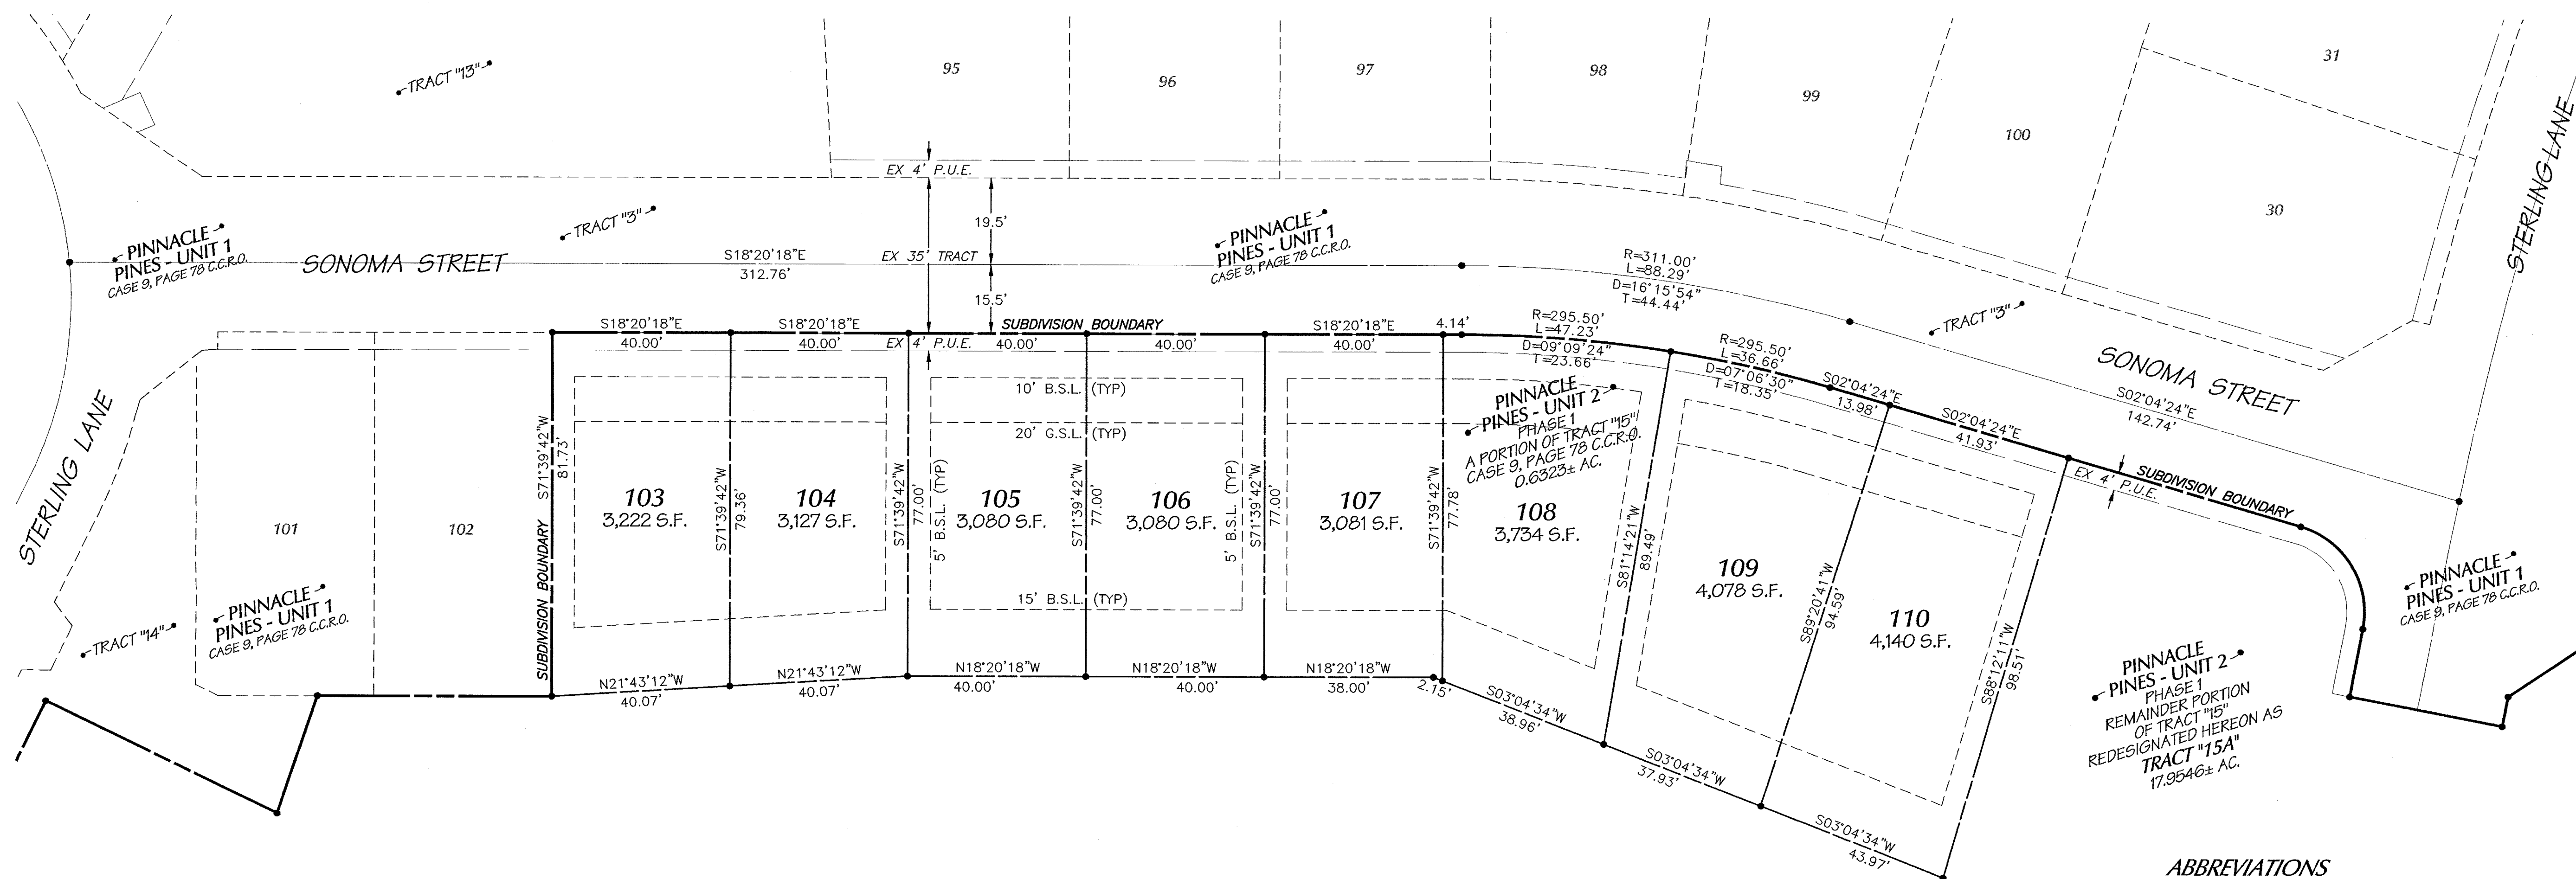 TRACT "13"
95
96
97
98
99
100
31
30
STERLING LANE
EX 4' P.U.E.
19.5'
EX 35' TRACT
15.5'
TRACT "3"
PINNACLE
PINES - UNIT 1
CASE 9, PAGE 78 C.C.R.O.
SONOMA STREET
S18°20'18"E
312.76'
PINNACLE
PINES - UNIT 1
CASE 9, PAGE 78 C.C.R.O.
R=311.00'
L=88.29'
D=16°15'54"
T=44.44'
TRACT "3"
SONOMA STREET
S02°04'24"E
142.74'
S18°20'18"E
40.00'
S18°20'18"E
40.00'
EX 4' P.U.E.
SUBDIVISION BOUNDARY
40.00'
40.00'
S18°20'18"E
40.00'
4.14'
R=295.50'
L=47.23'
D=09°09'24"
T=23.66'
R=295.50'
L=36.66'
D=07°06'30"
T=18.35'
S02°04'24"E
13.98'
S02°04'24"E
41.93'
EX 4' P.U.E.
SUBDIVISION BOUNDARY
STERLING LANE
101
102
SUBDIVISION BOUNDARY
S71°39'42"W
81.73'
103
3,222 S.F.
S71°39'42"W
79.36'
104
3,127 S.F.
S71°39'42"W
77.00'
5' B.S.L. (TYP)
10' B.S.L. (TYP)
20' G.S.L. (TYP)
105
3,080 S.F.
S71°39'42"W
77.00'
106
3,080 S.F.
15' B.S.L. (TYP)
5' B.S.L. (TYP)
S71°39'42"W
77.00'
107
3,081 S.F.
S71°39'42"W
77.78'
PINNACLE
PINES - UNIT 2
PHASE 1
A PORTION OF TRACT "15"
CASE 9, PAGE 78 C.C.R.O.
0.6323± AC.
108
3,734 S.F.
S81°14'21"W
89.49'
109
4,078 S.F.
S89°20'41"W
94.59'
110
4,140 S.F.
S88°12'11"W
98.51'
PINNACLE
PINES - UNIT 1
CASE 9, PAGE 78 C.C.R.O.
TRACT "14"
PINNACLE
PINES - UNIT 1
CASE 9, PAGE 78 C.C.R.O.
N21°43'12"W
40.07'
N21°43'12"W
40.07'
N18°20'18"W
40.00'
N18°20'18"W
40.00'
N18°20'18"W
38.00'
2.15'
S03°04'34"W
38.96'
S03°04'34"W
37.93'
S03°04'34"W
43.97'
PINNACLE
PINES - UNIT 2
PHASE 1
REMAINDER PORTION
OF TRACT "15"
REDESIGNATED HEREON AS
TRACT "15A"
17.9546± AC.
ABBREVIATIONS